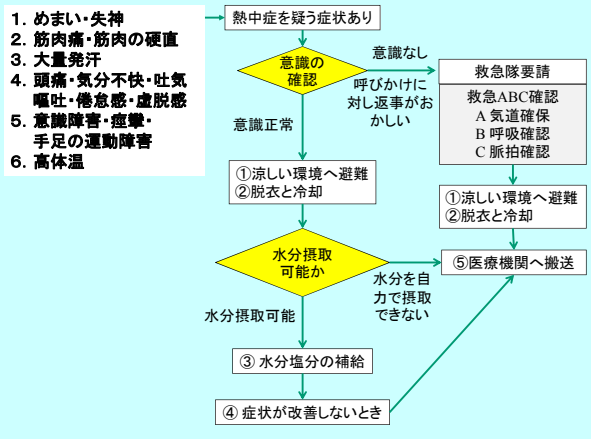 1. めまい・失神
2. 筋肉痛・筋肉の硬直
3. 大量発汗
4. 頭痛・気分不快・吐気
嘔吐・倦怠感・虚脱感
5. 意識障害・痙攣・
手足の運動障害
6. 高体温
熱中症を疑う症状あり
意識の
確認
意識なし
呼びかけに
対し返事がお
かしい
救急隊要請
救急ABC確認
A 気道確保
B 呼吸確認
C 脈拍確認
意識正常
①涼しい環境へ避難
②脱衣と冷却
①涼しい環境へ避難
②脱衣と冷却
水分摂取
可能か
水分を自
力で摂取
できない
⑤医療機関へ搬送
水分摂取可能
③ 水分塩分の補給
④ 症状が改善しないとき